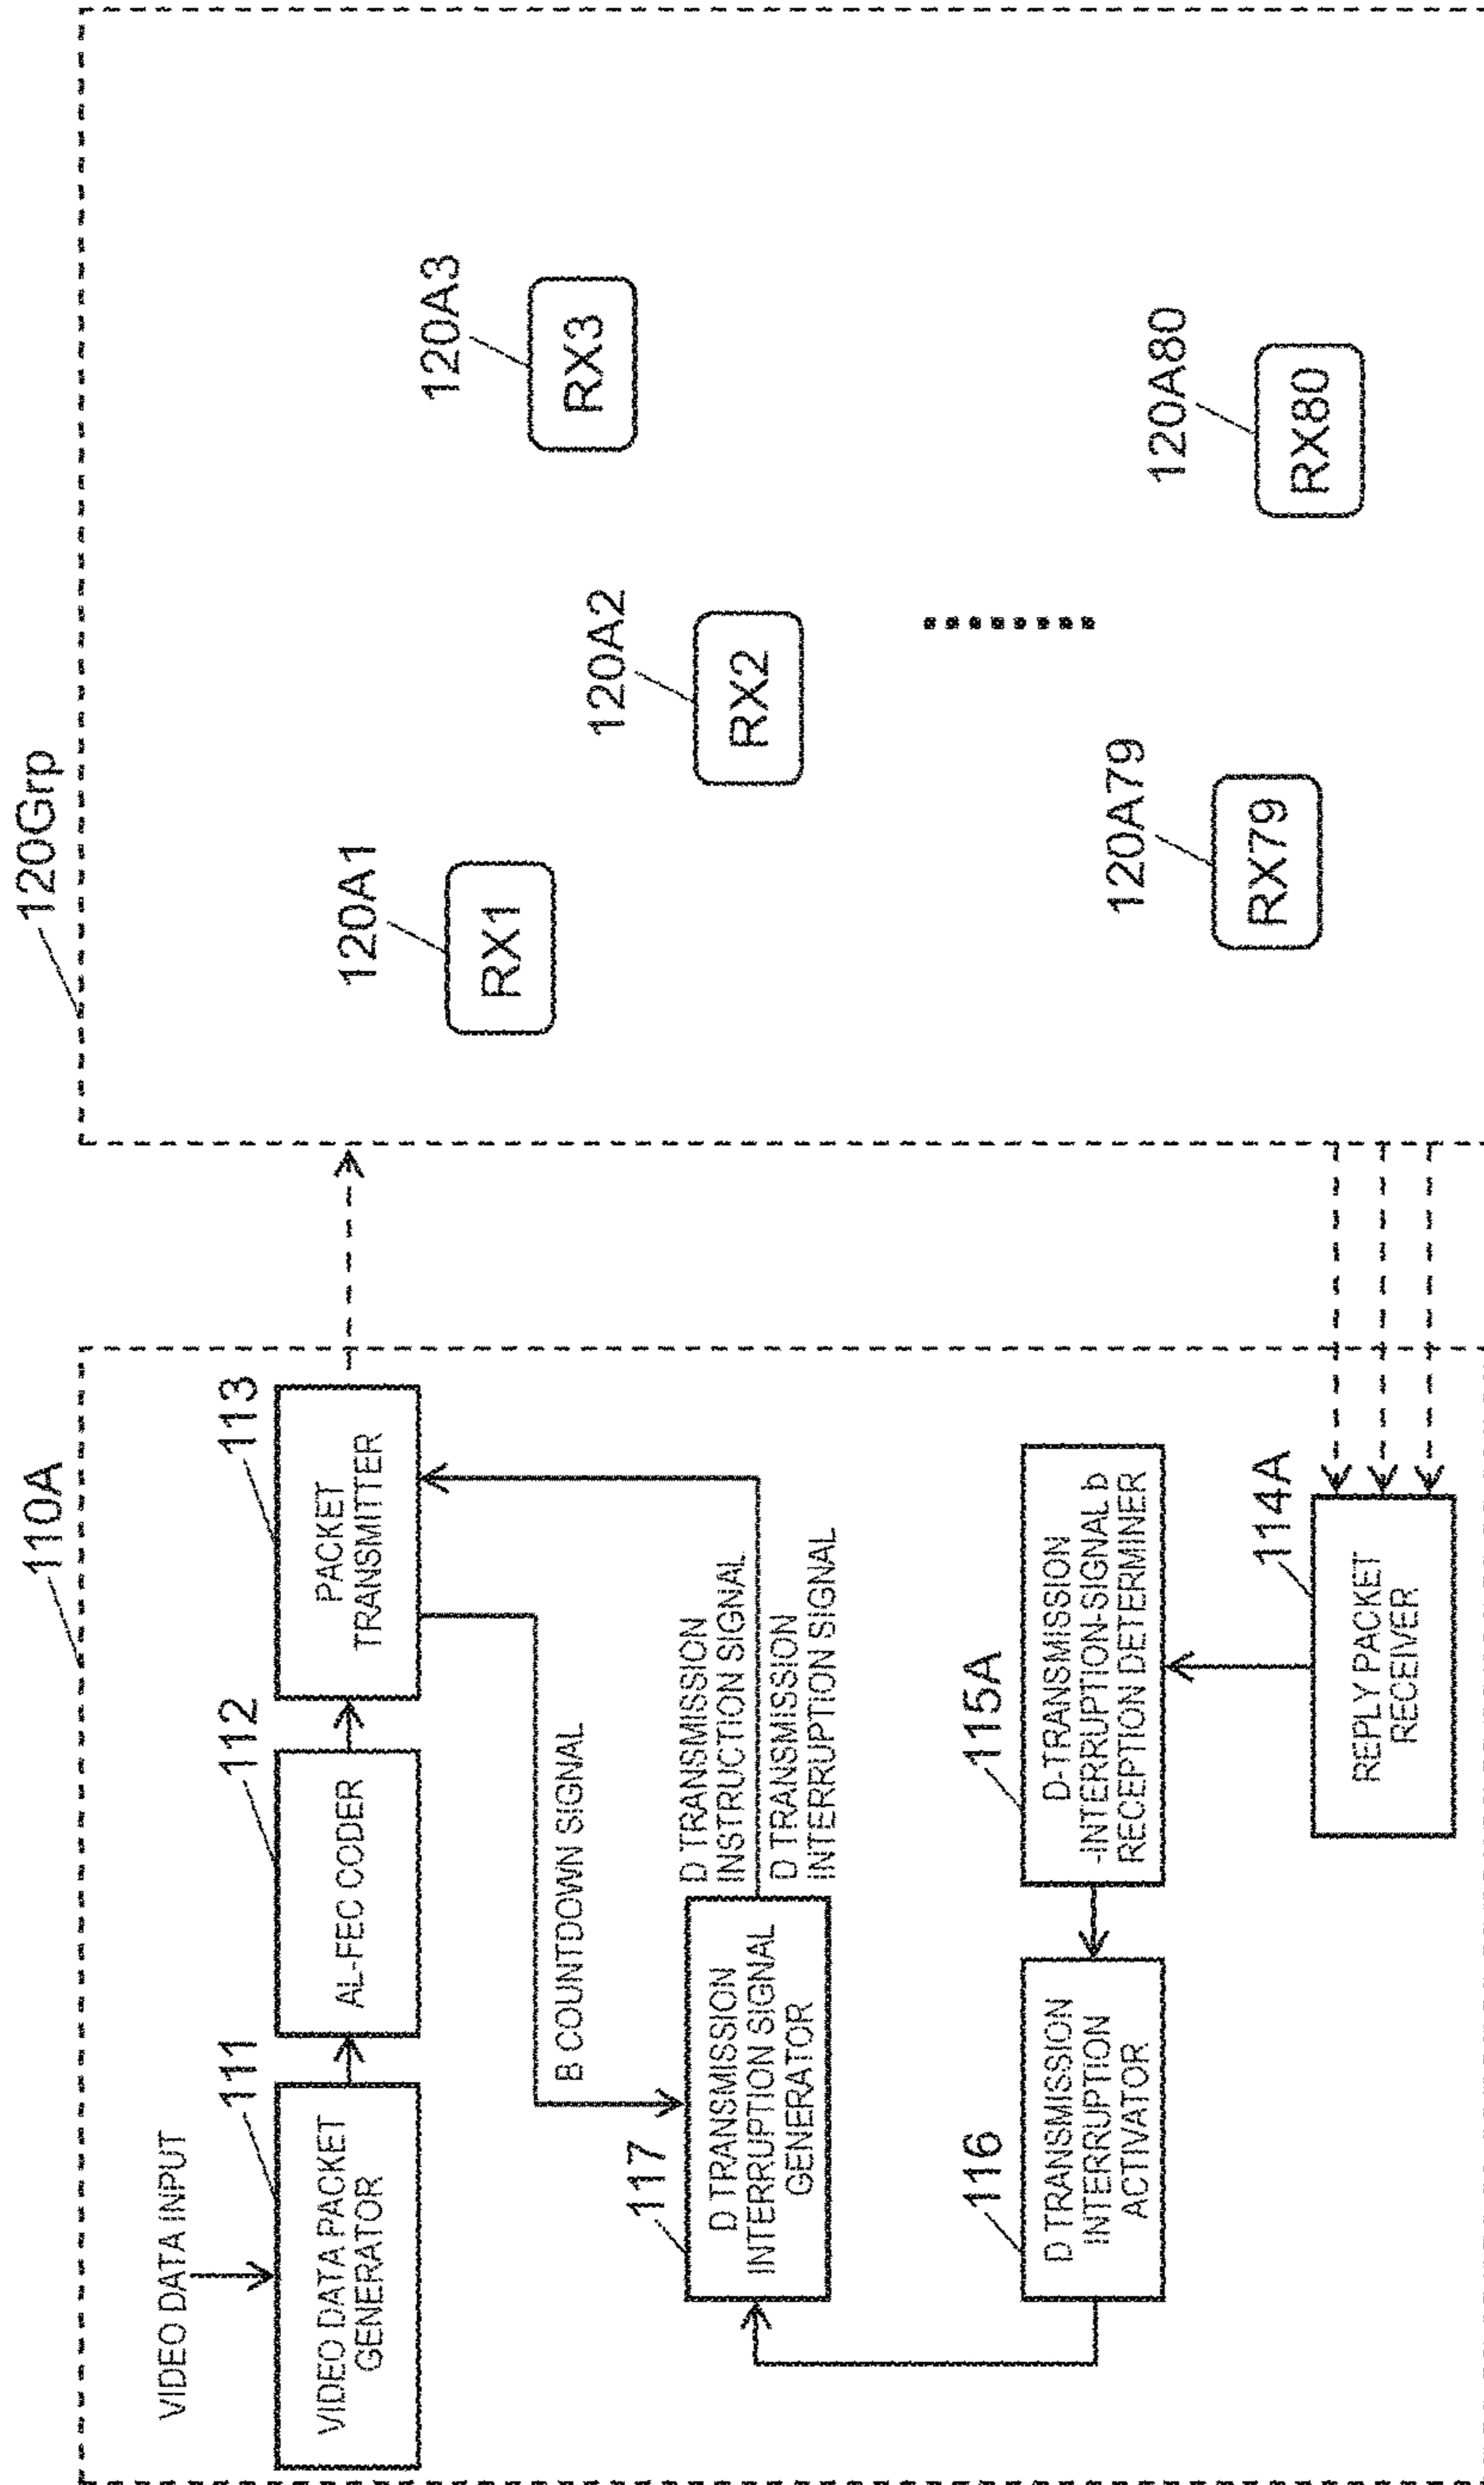 110A
120Grp
VIDEO DATA INPUT
111
VIDEO DATA PACKET
GENERATOR
112
AL-FEC CODER
113
PACKET
TRANSMITTER
B COUNTDOWN SIGNAL
117
D TRANSMISSION
INTERRUPTION SIGNAL
GENERATOR
D TRANSMISSION
INSTRUCTION SIGNAL
D TRANSMISSION
INTERRUPTION SIGNAL
116
D TRANSMISSION
INTERRUPTION
ACTIVATOR
115A
D-TRANSMISSION
-INTERRUPTION-SIGNAL b
RECEPTION DETERMINER
114A
REPLY PACKET
RECEIVER
120A1
RX1
120A2
RX2
120A3
RX3
120A79
RX79
120A80
RX80